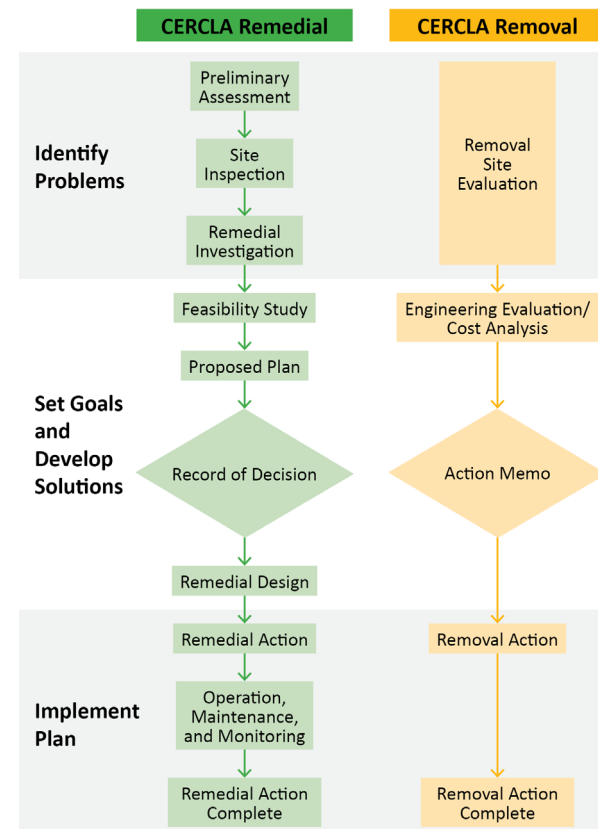 CERCLA Remedial
CERCLA Removal
Identify
Problems
Preliminary
Assessment
Site
Inspection
Remedial
Investigation
Removal
Site
Evaluation
Set Goals
and
Develop
Solutions
Feasibility Study
Proposed Plan
Record of Decision
Remedial Design
Engineering Evaluation/
Cost Analysis
Action Memo
Implement
Plan
Remedial Action
Operation,
Maintenance,
and Monitoring
Remedial Action
Complete
Removal Action
Removal Action
Complete